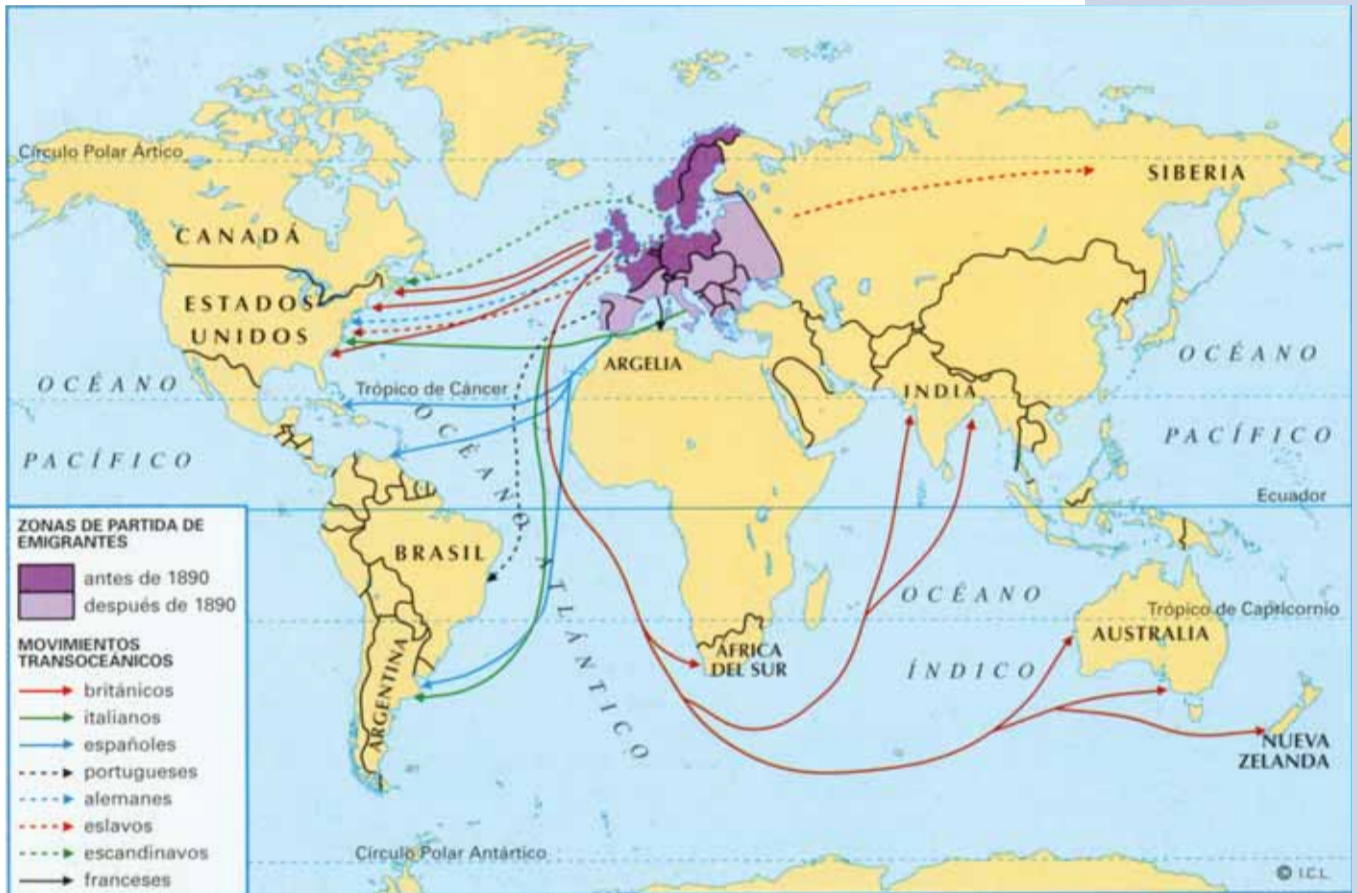 Círculo Polar Ártico
SIBERIA
CANADÁ
ESTADOS
UNIDOS
OCÉANO
PACÍFICO
Trópico de Cáncer
ARGELIA
INDIA
OCÉANO
PACÍFICO
OCÉANO ATLÁNTICO
Ecuador
BRASIL
ARGENTINA
ÁFRICA
DEL SUR
OCÉANO
ÍNDICO
Trópico de Capricornio
AUSTRALIA
NUEVA
ZELANDA
ZONAS DE PARTIDA DE
EMIGRANTES
antes de 1890
después de 1890
MOVIMIENTOS
TRANSOCEÁNICOS
británicos
italianos
españoles
portugueses
alemanes
eslavos
escandinavos
franceses
Círculo Polar Antártico
© I.C.L.